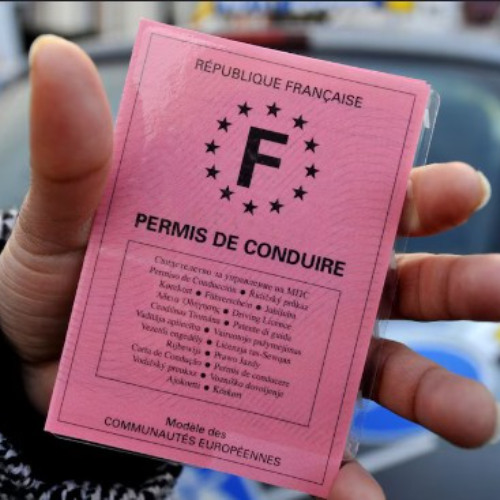 RÉPUBLIQUE FRANÇAISE
F
PERMIS DE CONDUIRE
Свидетелство за управление на МПС
Permiso de Conducción • Řidičský průkaz
Kørekort • Führerschein • Juhiluba
Άδεια Οδήγησης • Driving Licence
Ceadúnas Tiomána • Patente di guida
Vadītāja apliecība • Vairuotojo pažymėjimas
Vezetői engedély • Liċenzja tas-Sewqan
Rijbewijs • Prawo Jazdy
Carta de Condução • Permis de conducere
Vodičský preukaz • Vozniško dovoljenje
Ajokortti • Körkort
Modèle des
COMMUNAUTÉS EUROPÉENNES